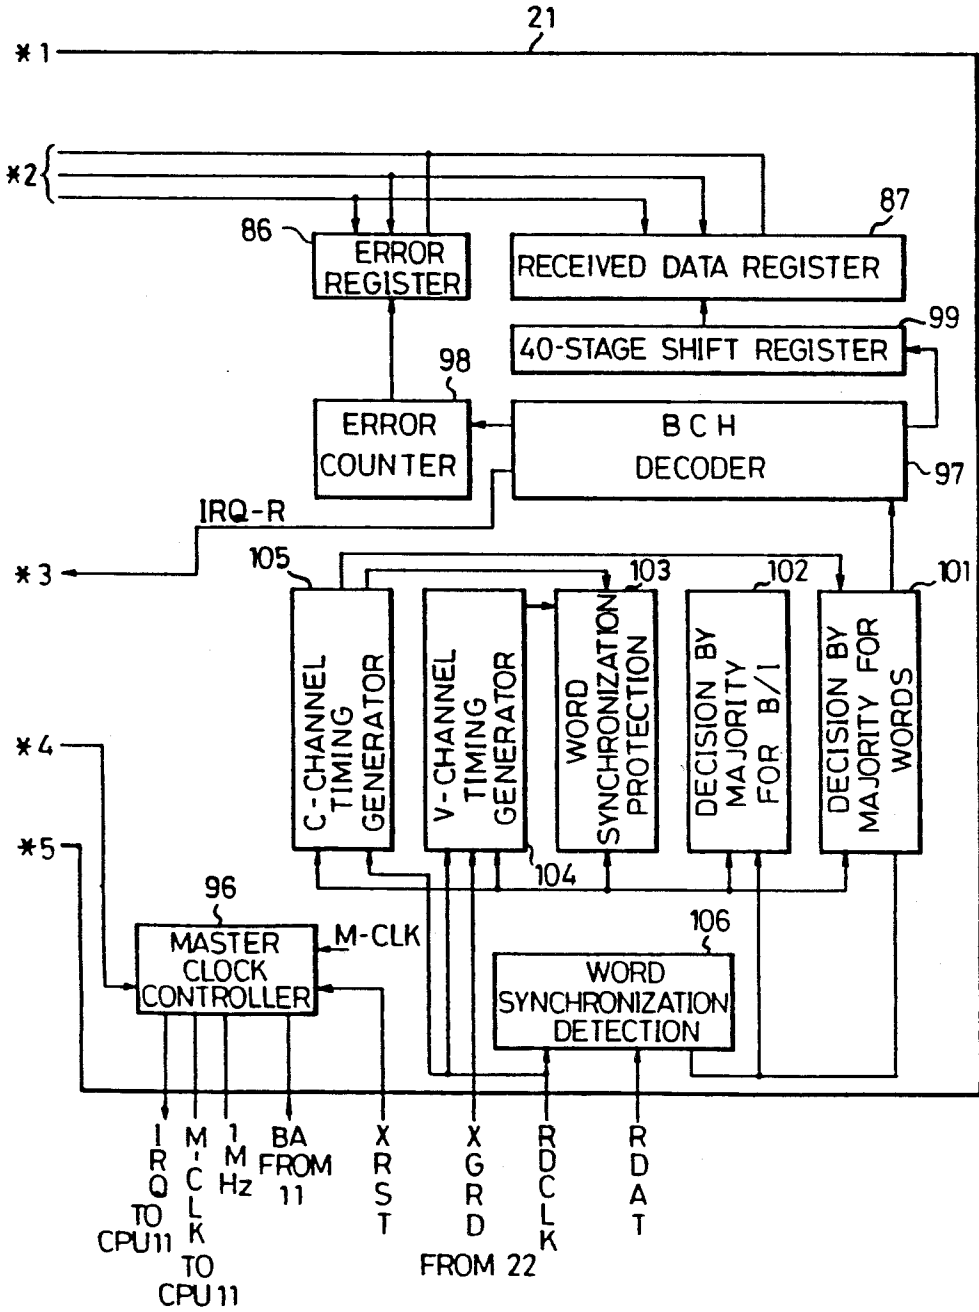 21
*1
*2
86
87
ERROR
REGISTER
RECEIVED DATA REGISTER
99
40-STAGE SHIFT REGISTER
98
ERROR
COUNTER
BCH
DECODER
97
IRQ-R
*3
105
103
102
101
C-CHANNEL
TIMING
GENERATOR
V-CHANNEL
TIMING
GENERATOR
WORD
SYNCHRONIZATION
PROTECTION
DECISION BY
MAJORITY
FOR B/I
DECISION BY
MAJORITY FOR
WORDS
*4
*5
104
96
MASTER
CLOCK
CONTROLLER
M-CLK
106
WORD
SYNCHRONIZATION
DETECTION
IRQ
TO
CPU11
M-CLK
TO
CPU11
1
M
Hz
BA
FROM
11
XRST
XGRD
RDCLK
RDAT
FROM 22